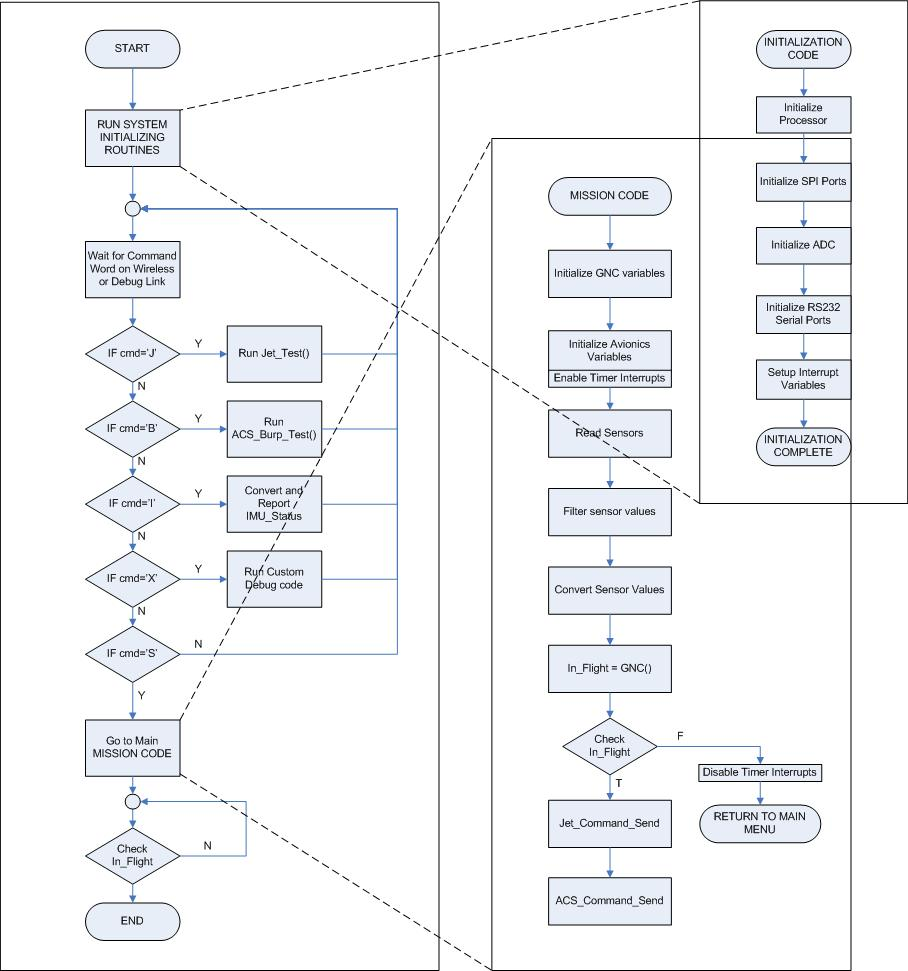 START
RUN SYSTEM
INITIALIZING
ROUTINES
Wait for Command
Word on Wireless
or Debug Link
IF cmd='J'
Y
Run Jet_Test()
N
IF cmd='B'
Y
Run
ACS_Burp_Test()
N
IF cmd='I'
Y
Convert and
Report
IMU_Status
N
IF cmd='X'
Y
Run Custom
Debug code
N
IF cmd='S'
N
Y
Go to Main
MISSION CODE
Check
In_Flight
N
END
MISSION CODE
Initialize GNC variables
Initialize Avionics
Variables
Enable Timer Interrupts
Read Sensors
Filter sensor values
Convert Sensor Values
In_Flight = GNC()
Check
In_Flight
F
Disable Timer Interrupts
RETURN TO MAIN
MENU
T
Jet_Command_Send
ACS_Command_Send
INITIALIZATION
CODE
Initialize
Processor
Initialize SPI Ports
Initialize ADC
Initialize RS232
Serial Ports
Setup Interrupt
Variables
INITIALIZATION
COMPLETE